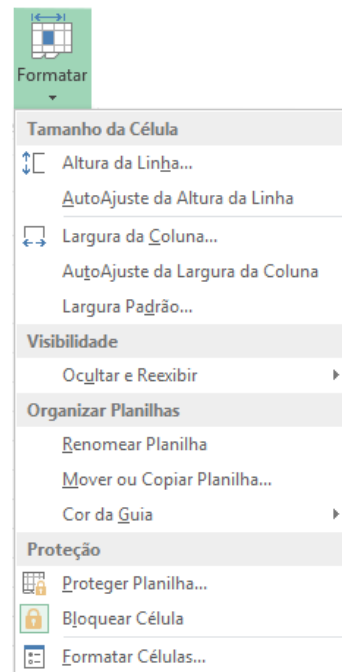 Formatar
Tamanho da Célula
Altura da Linha...
AutoAjuste da Altura da Linha
Largura da Coluna...
AutoAjuste da Largura da Coluna
Largura Padrão...
Visibilidade
Ocultar e Reexibir
Organizar Planilhas
Renomear Planilha
Mover ou Copiar Planilha...
Cor da Guia
Proteção
Proteger Planilha...
Bloquear Célula
Formatar Células...